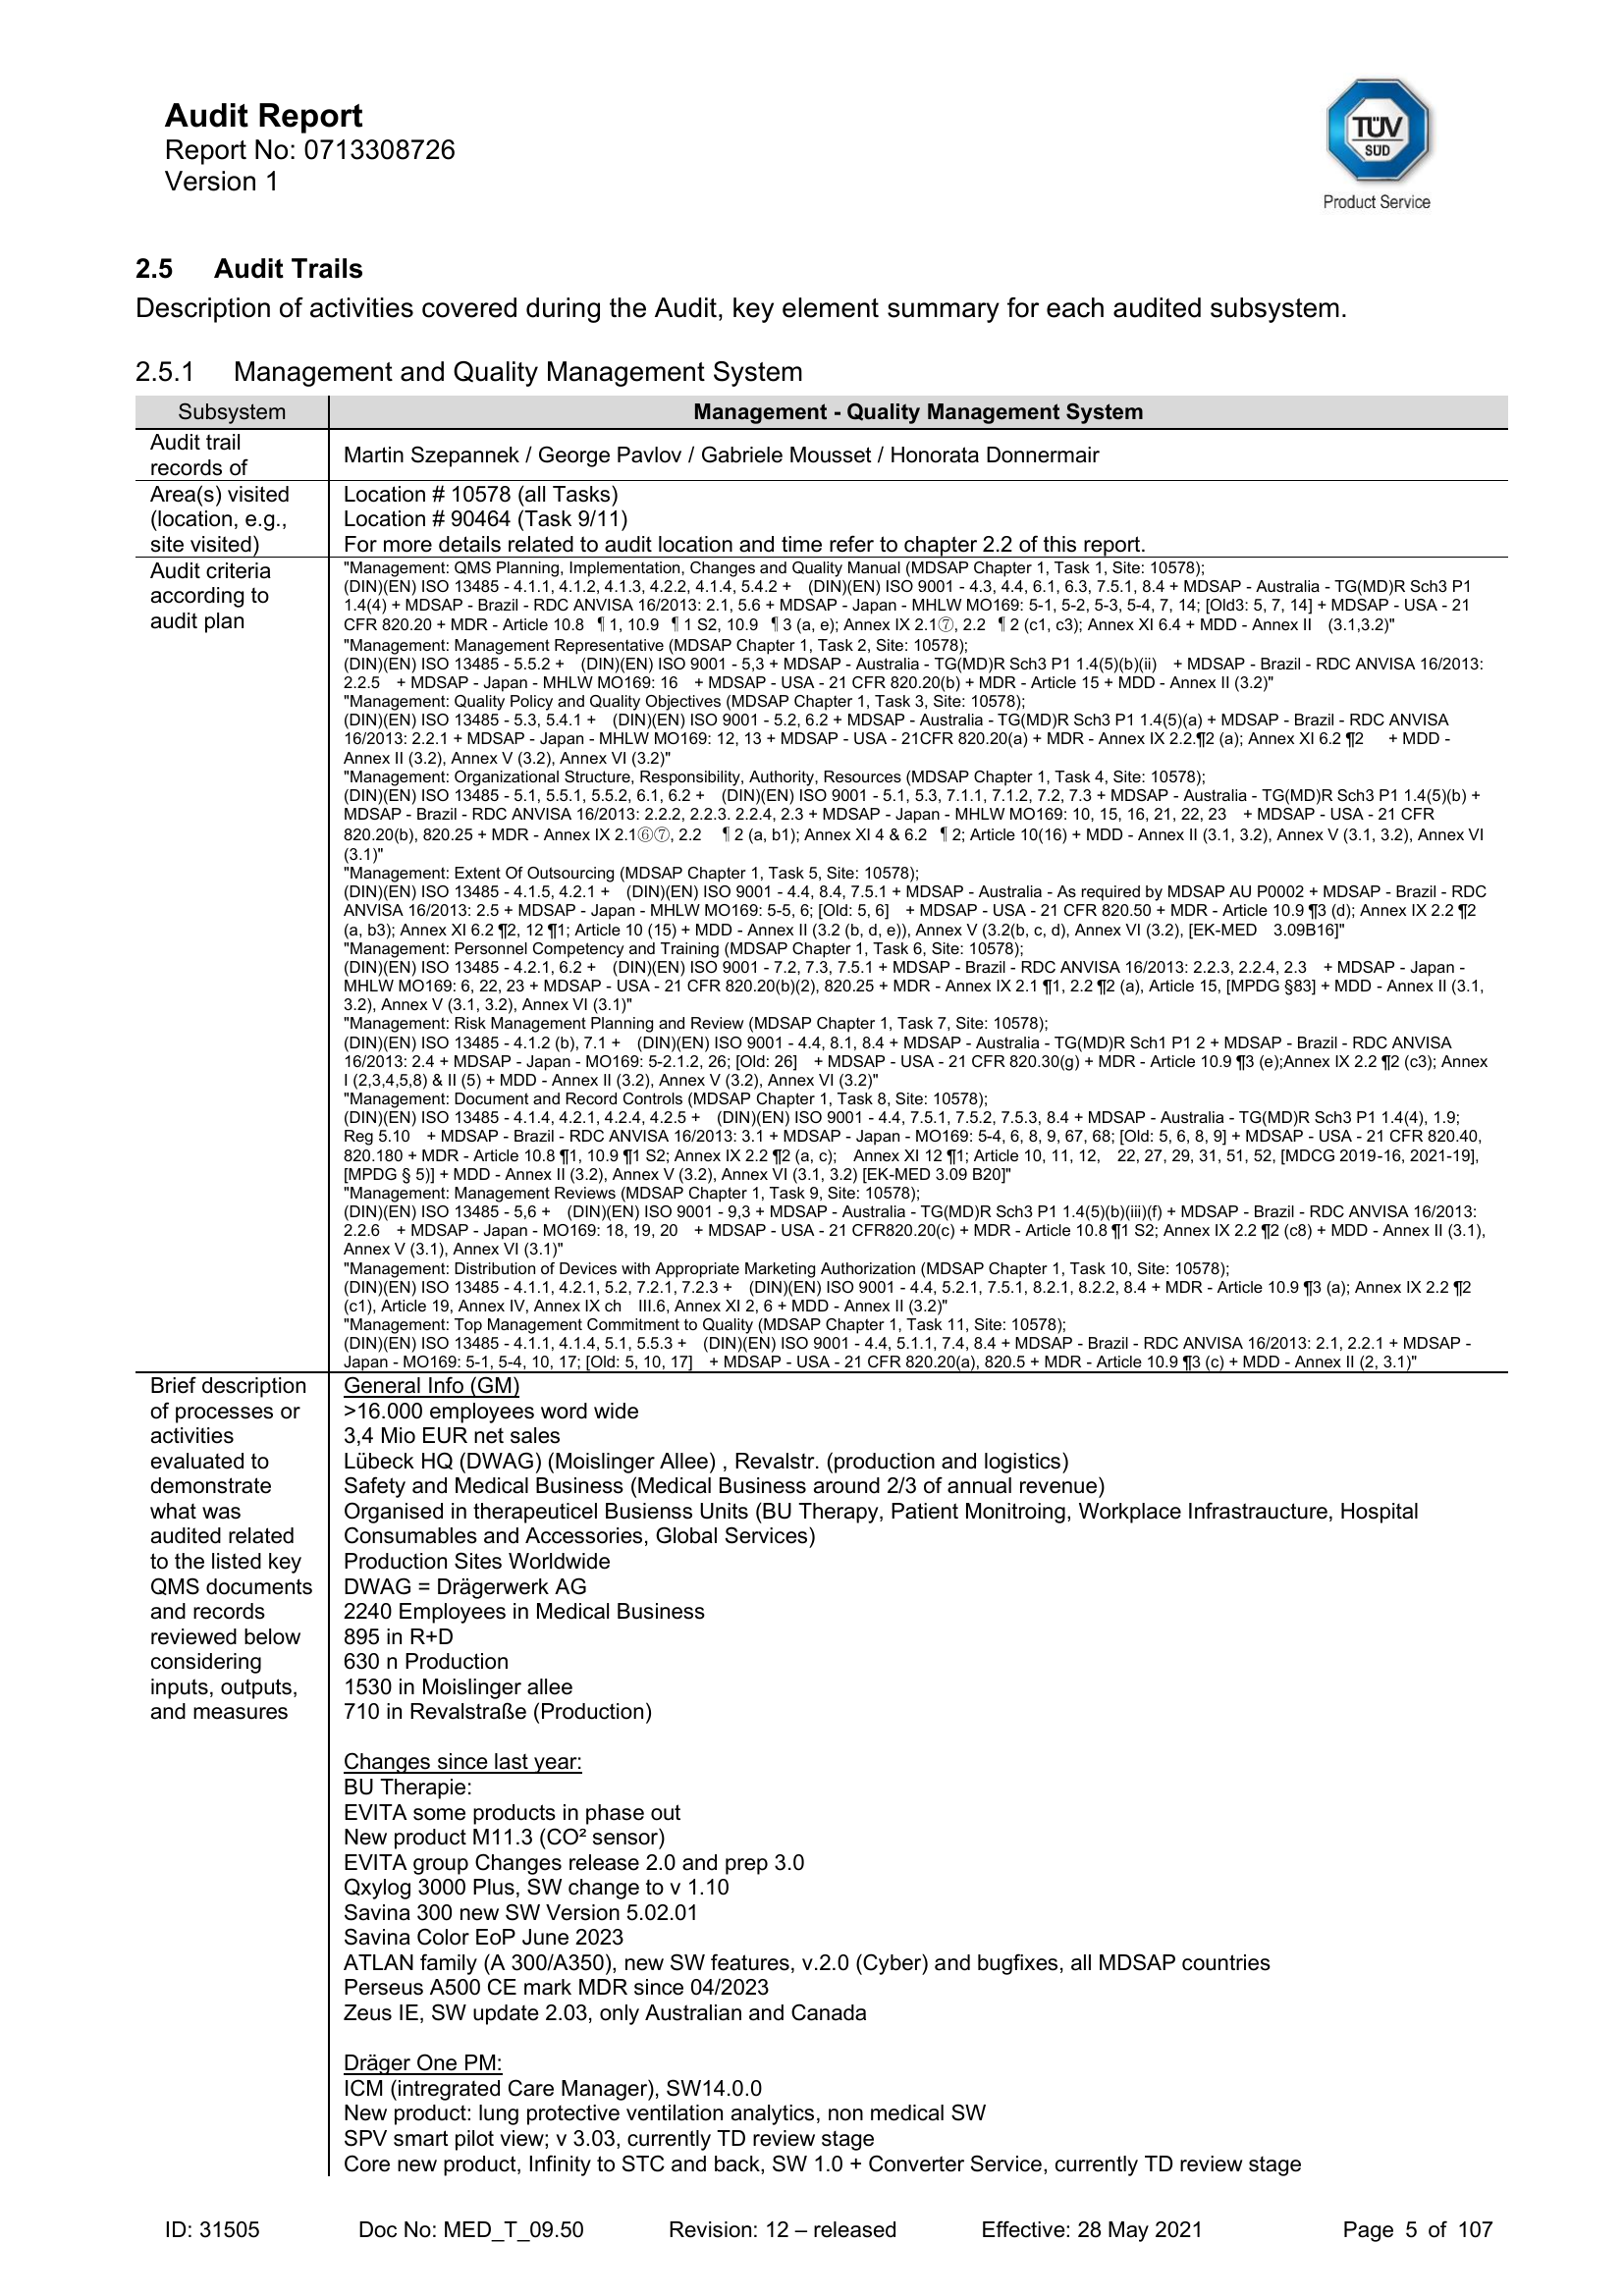 Audit Report
Report No: 0713308726
Version 1
TÜV
SÜD
Product Service
2.5 Audit Trails
Description of activities covered during the Audit, key element summary for each audited subsystem.
2.5.1 Management and Quality Management System
Subsystem
Management - Quality Management System
Audit trail
records of
Martin Szepannek / George Pavlov / Gabriele Mousset / Honorata Donnermair
Area(s) visited
(location, e.g.,
site visited)
Location # 10578 (all Tasks)
Location # 90464 (Task 9/11)
For more details related to audit location and time refer to chapter 2.2 of this report.
Audit criteria
according to
audit plan
"Management: QMS Planning, Implementation, Changes and Quality Manual (MDSAP Chapter 1, Task 1, Site: 10578);
(DIN)(EN) ISO 13485 - 4.1.1, 4.1.2, 4.1.3, 4.2.2, 4.1.4, 5.4.2 + (DIN)(EN) ISO 9001 - 4.3, 4.4, 6.1, 6.3, 7.5.1, 8.4 + MDSAP - Australia - TG(MD)R Sch3 P1
1.4(4) + MDSAP - Brazil - RDC ANVISA 16/2013: 2.1, 5.6 + MDSAP - Japan - MHLW MO169: 5-1, 5-2, 5-3, 5-4, 7, 14; [Old3: 5, 7, 14] + MDSAP - USA - 21
CFR 820.20 + MDR - Article 10.8 ¶ 1, 10.9 ¶ 1 S2, 10.9 ¶ 3 (a, e); Annex IX 2.1⑦, 2.2 ¶ 2 (c1, c3); Annex XI 6.4 + MDD - Annex II (3.1,3.2)"
"Management: Management Representative (MDSAP Chapter 1, Task 2, Site: 10578);
(DIN)(EN) ISO 13485 - 5.5.2 + (DIN)(EN) ISO 9001 - 5,3 + MDSAP - Australia - TG(MD)R Sch3 P1 1.4(5)(b)(ii) + MDSAP - Brazil - RDC ANVISA 16/2013:
2.2.5 + MDSAP - Japan - MHLW MO169: 16 + MDSAP - USA - 21 CFR 820.20(b) + MDR - Article 15 + MDD - Annex II (3.2)"
"Management: Quality Policy and Quality Objectives (MDSAP Chapter 1, Task 3, Site: 10578);
(DIN)(EN) ISO 13485 - 5.3, 5.4.1 + (DIN)(EN) ISO 9001 - 5.2, 6.2 + MDSAP - Australia - TG(MD)R Sch3 P1 1.4(5)(a) + MDSAP - Brazil - RDC ANVISA
16/2013: 2.2.1 + MDSAP - Japan - MHLW MO169: 12, 13 + MDSAP - USA - 21CFR 820.20(a) + MDR - Annex IX 2.2.¶2 (a); Annex XI 6.2 ¶2 + MDD -
Annex II (3.2), Annex V (3.2), Annex VI (3.2)"
"Management: Organizational Structure, Responsibility, Authority, Resources (MDSAP Chapter 1, Task 4, Site: 10578);
(DIN)(EN) ISO 13485 - 5.1, 5.5.1, 5.5.2, 6.1, 6.2 + (DIN)(EN) ISO 9001 - 5.1, 5.3, 7.1.1, 7.1.2, 7.2, 7.3 + MDSAP - Australia - TG(MD)R Sch3 P1 1.4(5)(b) +
MDSAP - Brazil - RDC ANVISA 16/2013: 2.2.2, 2.2.3. 2.2.4, 2.3 + MDSAP - Japan - MHLW MO169: 10, 15, 16, 21, 22, 23 + MDSAP - USA - 21 CFR
820.20(b), 820.25 + MDR - Annex IX 2.1⑥⑦, 2.2 ¶ 2 (a, b1); Annex XI 4 & 6.2 ¶ 2; Article 10(16) + MDD - Annex II (3.1, 3.2), Annex V (3.1, 3.2), Annex VI
(3.1)"
"Management: Extent Of Outsourcing (MDSAP Chapter 1, Task 5, Site: 10578);
(DIN)(EN) ISO 13485 - 4.1.5, 4.2.1 + (DIN)(EN) ISO 9001 - 4.4, 8.4, 7.5.1 + MDSAP - Australia - As required by MDSAP AU P0002 + MDSAP - Brazil - RDC
ANVISA 16/2013: 2.5 + MDSAP - Japan - MHLW MO169: 5-5, 6; [Old: 5, 6] + MDSAP - USA - 21 CFR 820.50 + MDR - Article 10.9 ¶3 (d); Annex IX 2.2 ¶2
(a, b3); Annex XI 6.2 ¶2, 12 ¶1; Article 10 (15) + MDD - Annex II (3.2 (b, d, e)), Annex V (3.2(b, c, d), Annex VI (3.2), [EK-MED 3.09B16]"
"Management: Personnel Competency and Training (MDSAP Chapter 1, Task 6, Site: 10578);
(DIN)(EN) ISO 13485 - 4.2.1, 6.2 + (DIN)(EN) ISO 9001 - 7.2, 7.3, 7.5.1 + MDSAP - Brazil - RDC ANVISA 16/2013: 2.2.3, 2.2.4, 2.3 + MDSAP - Japan -
MHLW MO169: 6, 22, 23 + MDSAP - USA - 21 CFR 820.20(b)(2), 820.25 + MDR - Annex IX 2.1 ¶1, 2.2 ¶2 (a), Article 15, [MPDG §83] + MDD - Annex II (3.1,
3.2), Annex V (3.1, 3.2), Annex VI (3.1)"
"Management: Risk Management Planning and Review (MDSAP Chapter 1, Task 7, Site: 10578);
(DIN)(EN) ISO 13485 - 4.1.2 (b), 7.1 + (DIN)(EN) ISO 9001 - 4.4, 8.1, 8.4 + MDSAP - Australia - TG(MD)R Sch1 P1 2 + MDSAP - Brazil - RDC ANVISA
16/2013: 2.4 + MDSAP - Japan - MO169: 5-2.1.2, 26; [Old: 26] + MDSAP - USA - 21 CFR 820.30(g) + MDR - Article 10.9 ¶3 (e);Annex IX 2.2 ¶2 (c3); Annex
I (2,3,4,5,8) & II (5) + MDD - Annex II (3.2), Annex V (3.2), Annex VI (3.2)"
"Management: Document and Record Controls (MDSAP Chapter 1, Task 8, Site: 10578);
(DIN)(EN) ISO 13485 - 4.1.4, 4.2.1, 4.2.4, 4.2.5 + (DIN)(EN) ISO 9001 - 4.4, 7.5.1, 7.5.2, 7.5.3, 8.4 + MDSAP - Australia - TG(MD)R Sch3 P1 1.4(4), 1.9;
Reg 5.10 + MDSAP - Brazil - RDC ANVISA 16/2013: 3.1 + MDSAP - Japan - MO169: 5-4, 6, 8, 9, 67, 68; [Old: 5, 6, 8, 9] + MDSAP - USA - 21 CFR 820.40,
820.180 + MDR - Article 10.8 ¶1, 10.9 ¶1 S2; Annex IX 2.2 ¶2 (a, c); Annex XI 12 ¶1; Article 10, 11, 12, 22, 27, 29, 31, 51, 52, [MDCG 2019-16, 2021-19],
[MPDG § 5)] + MDD - Annex II (3.2), Annex V (3.2), Annex VI (3.1, 3.2) [EK-MED 3.09 B20]"
"Management: Management Reviews (MDSAP Chapter 1, Task 9, Site: 10578);
(DIN)(EN) ISO 13485 - 5,6 + (DIN)(EN) ISO 9001 - 9,3 + MDSAP - Australia - TG(MD)R Sch3 P1 1.4(5)(b)(iii)(f) + MDSAP - Brazil - RDC ANVISA 16/2013:
2.2.6 + MDSAP - Japan - MO169: 18, 19, 20 + MDSAP - USA - 21 CFR820.20(c) + MDR - Article 10.8 ¶1 S2; Annex IX 2.2 ¶2 (c8) + MDD - Annex II (3.1),
Annex V (3.1), Annex VI (3.1)"
"Management: Distribution of Devices with Appropriate Marketing Authorization (MDSAP Chapter 1, Task 10, Site: 10578);
(DIN)(EN) ISO 13485 - 4.1.1, 4.2.1, 5.2, 7.2.1, 7.2.3 + (DIN)(EN) ISO 9001 - 4.4, 5.2.1, 7.5.1, 8.2.1, 8.2.2, 8.4 + MDR - Article 10.9 ¶3 (a); Annex IX 2.2 ¶2
(c1), Article 19, Annex IV, Annex IX ch III.6, Annex XI 2, 6 + MDD - Annex II (3.2)"
"Management: Top Management Commitment to Quality (MDSAP Chapter 1, Task 11, Site: 10578);
(DIN)(EN) ISO 13485 - 4.1.1, 4.1.4, 5.1, 5.5.3 + (DIN)(EN) ISO 9001 - 4.4, 5.1.1, 7.4, 8.4 + MDSAP - Brazil - RDC ANVISA 16/2013: 2.1, 2.2.1 + MDSAP -
Japan - MO169: 5-1, 5-4, 10, 17; [Old: 5, 10, 17] + MDSAP - USA - 21 CFR 820.20(a), 820.5 + MDR - Article 10.9 ¶3 (c) + MDD - Annex II (2, 3.1)"
Brief description
of processes or
activities
evaluated to
demonstrate
what was
audited related
to the listed key
QMS documents
and records
reviewed below
considering
inputs, outputs,
and measures
General Info (GM)
>16.000 employees word wide
3,4 Mio EUR net sales
Lübeck HQ (DWAG) (Moislinger Allee) , Revalstr. (production and logistics)
Safety and Medical Business (Medical Business around 2/3 of annual revenue)
Organised in therapeuticel Busienss Units (BU Therapy, Patient Monitroing, Workplace Infrastraucture, Hospital
Consumables and Accessories, Global Services)
Production Sites Worldwide
DWAG = Drägerwerk AG
2240 Employees in Medical Business
895 in R+D
630 n Production
1530 in Moislinger allee
710 in Revalstraße (Production)
Changes since last year:
BU Therapie:
EVITA some products in phase out
New product M11.3 (CO² sensor)
EVITA group Changes release 2.0 and prep 3.0
Qxylog 3000 Plus, SW change to v 1.10
Savina 300 new SW Version 5.02.01
Savina Color EoP June 2023
ATLAN family (A 300/A350), new SW features, v.2.0 (Cyber) and bugfixes, all MDSAP countries
Perseus A500 CE mark MDR since 04/2023
Zeus IE, SW update 2.03, only Australian and Canada
Dräger One PM:
ICM (intregrated Care Manager), SW14.0.0
New product: lung protective ventilation analytics, non medical SW
SPV smart pilot view; v 3.03, currently TD review stage
Core new product, Infinity to STC and back, SW 1.0 + Converter Service, currently TD review stage
ID: 31505 Doc No: MED_T_09.50 Revision: 12 – released Effective: 28 May 2021 Page 5 of 107